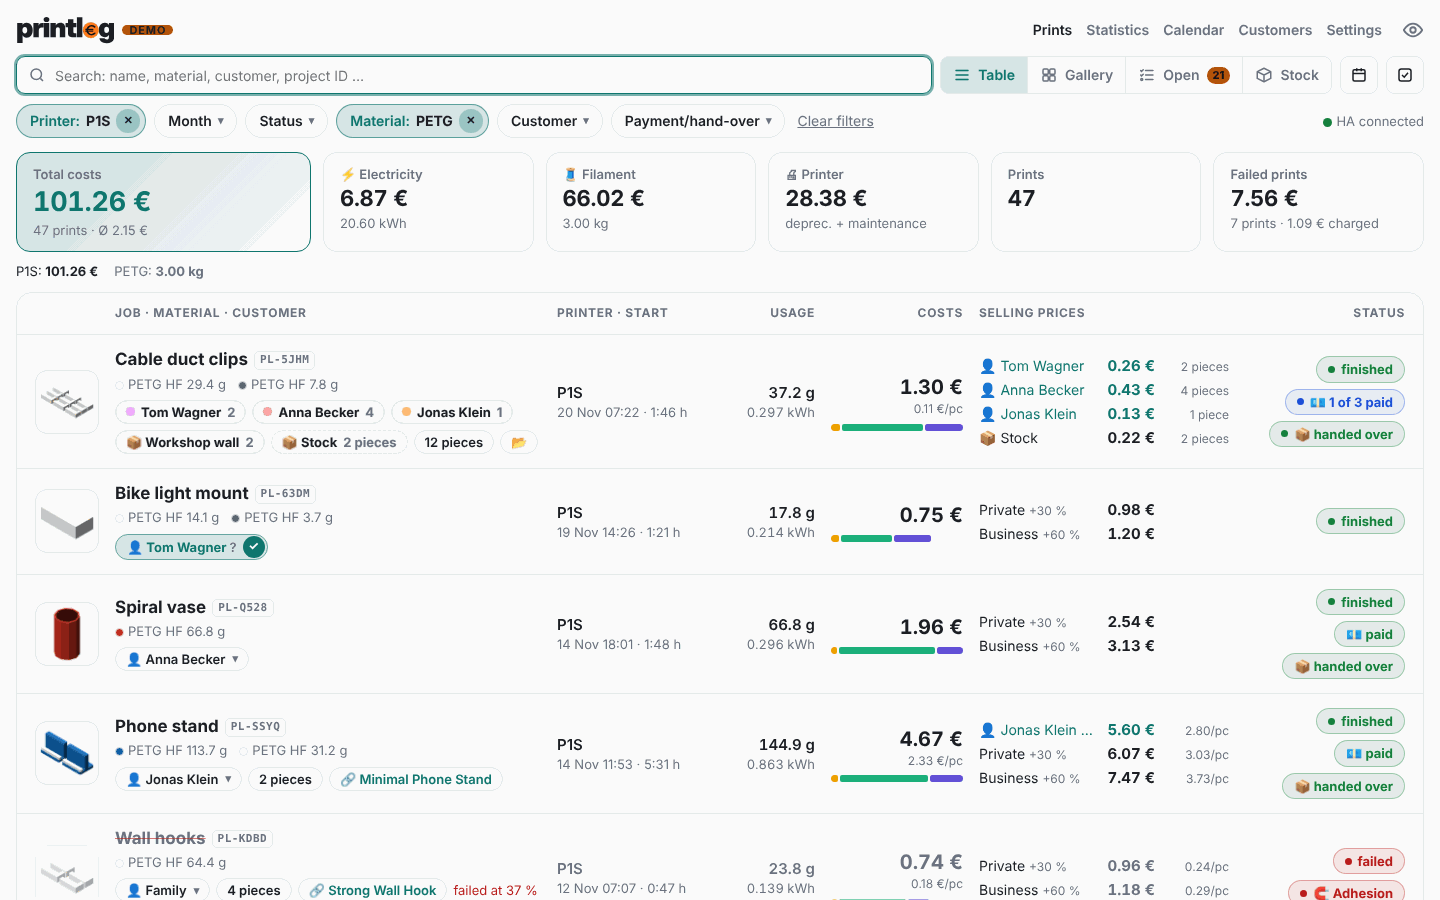 printl€g DEMO
Prints Statistics Calendar Customers Settings
Search: name, material, customer, project ID ...
Table Gallery Open 21 Stock
Printer: P1S × Month ▾ Status ▾ Material: PETG × Customer ▾ Payment/hand-over ▾ Clear filters
HA connected
Total costs
101.26 €
47 prints · Ø 2.15 €
⚡ Electricity
6.87 €
20.60 kWh
🧵 Filament
66.02 €
3.00 kg
🖨 Printer
28.38 €
deprec. + maintenance
Prints
47
Failed prints
7.56 €
7 prints · 1.09 € charged
P1S: 101.26 € PETG: 3.00 kg
JOB · MATERIAL · CUSTOMER PRINTER · START USAGE COSTS SELLING PRICES STATUS
Cable duct clips PL-5JHM
PETG HF 29.4 g PETG HF 7.8 g
Tom Wagner 2 Anna Becker 4 Jonas Klein 1
📦 Workshop wall 2 📦 Stock 2 pieces 12 pieces 📂
P1S
20 Nov 07:22 · 1:46 h
37.2 g
0.297 kWh
1.30 €
0.11 €/pc
👤 Tom Wagner 0.26 € 2 pieces
👤 Anna Becker 0.43 € 4 pieces
👤 Jonas Klein 0.13 € 1 piece
📦 Stock 0.22 € 2 pieces
finished
💶 1 of 3 paid
📦 handed over
Bike light mount PL-63DM
PETG HF 14.1 g PETG HF 3.7 g
👤 Tom Wagner ? ✓
P1S
19 Nov 14:26 · 1:21 h
17.8 g
0.214 kWh
0.75 €
Private +30 % 0.98 €
Business +60 % 1.20 €
finished
Spiral vase PL-Q528
PETG HF 66.8 g
👤 Anna Becker ▾
P1S
14 Nov 18:01 · 1:48 h
66.8 g
0.296 kWh
1.96 €
Private +30 % 2.54 €
Business +60 % 3.13 €
finished
💶 paid
📦 handed over
Phone stand PL-SSYQ
PETG HF 113.7 g PETG HF 31.2 g
👤 Jonas Klein ▾ 2 pieces 🔗 Minimal Phone Stand
P1S
14 Nov 11:53 · 5:31 h
144.9 g
0.863 kWh
4.67 €
2.33 €/pc
👤 Jonas Klein ... 5.60 € 2.80/pc
Private +30 % 6.07 € 3.03/pc
Business +60 % 7.47 € 3.73/pc
finished
💶 paid
📦 handed over
Wall hooks PL-KDBD
PETG HF 64.4 g
👤 Family ▾ 4 pieces 🔗 Strong Wall Hook failed at 37 %
P1S
12 Nov 07:07 · 0:47 h
23.8 g
0.139 kWh
0.74 €
0.18 €/pc
Private +30 % 0.96 € 0.24/pc
Business +60 % 1.18 € 0.29/pc
failed
🧲 Adhesion